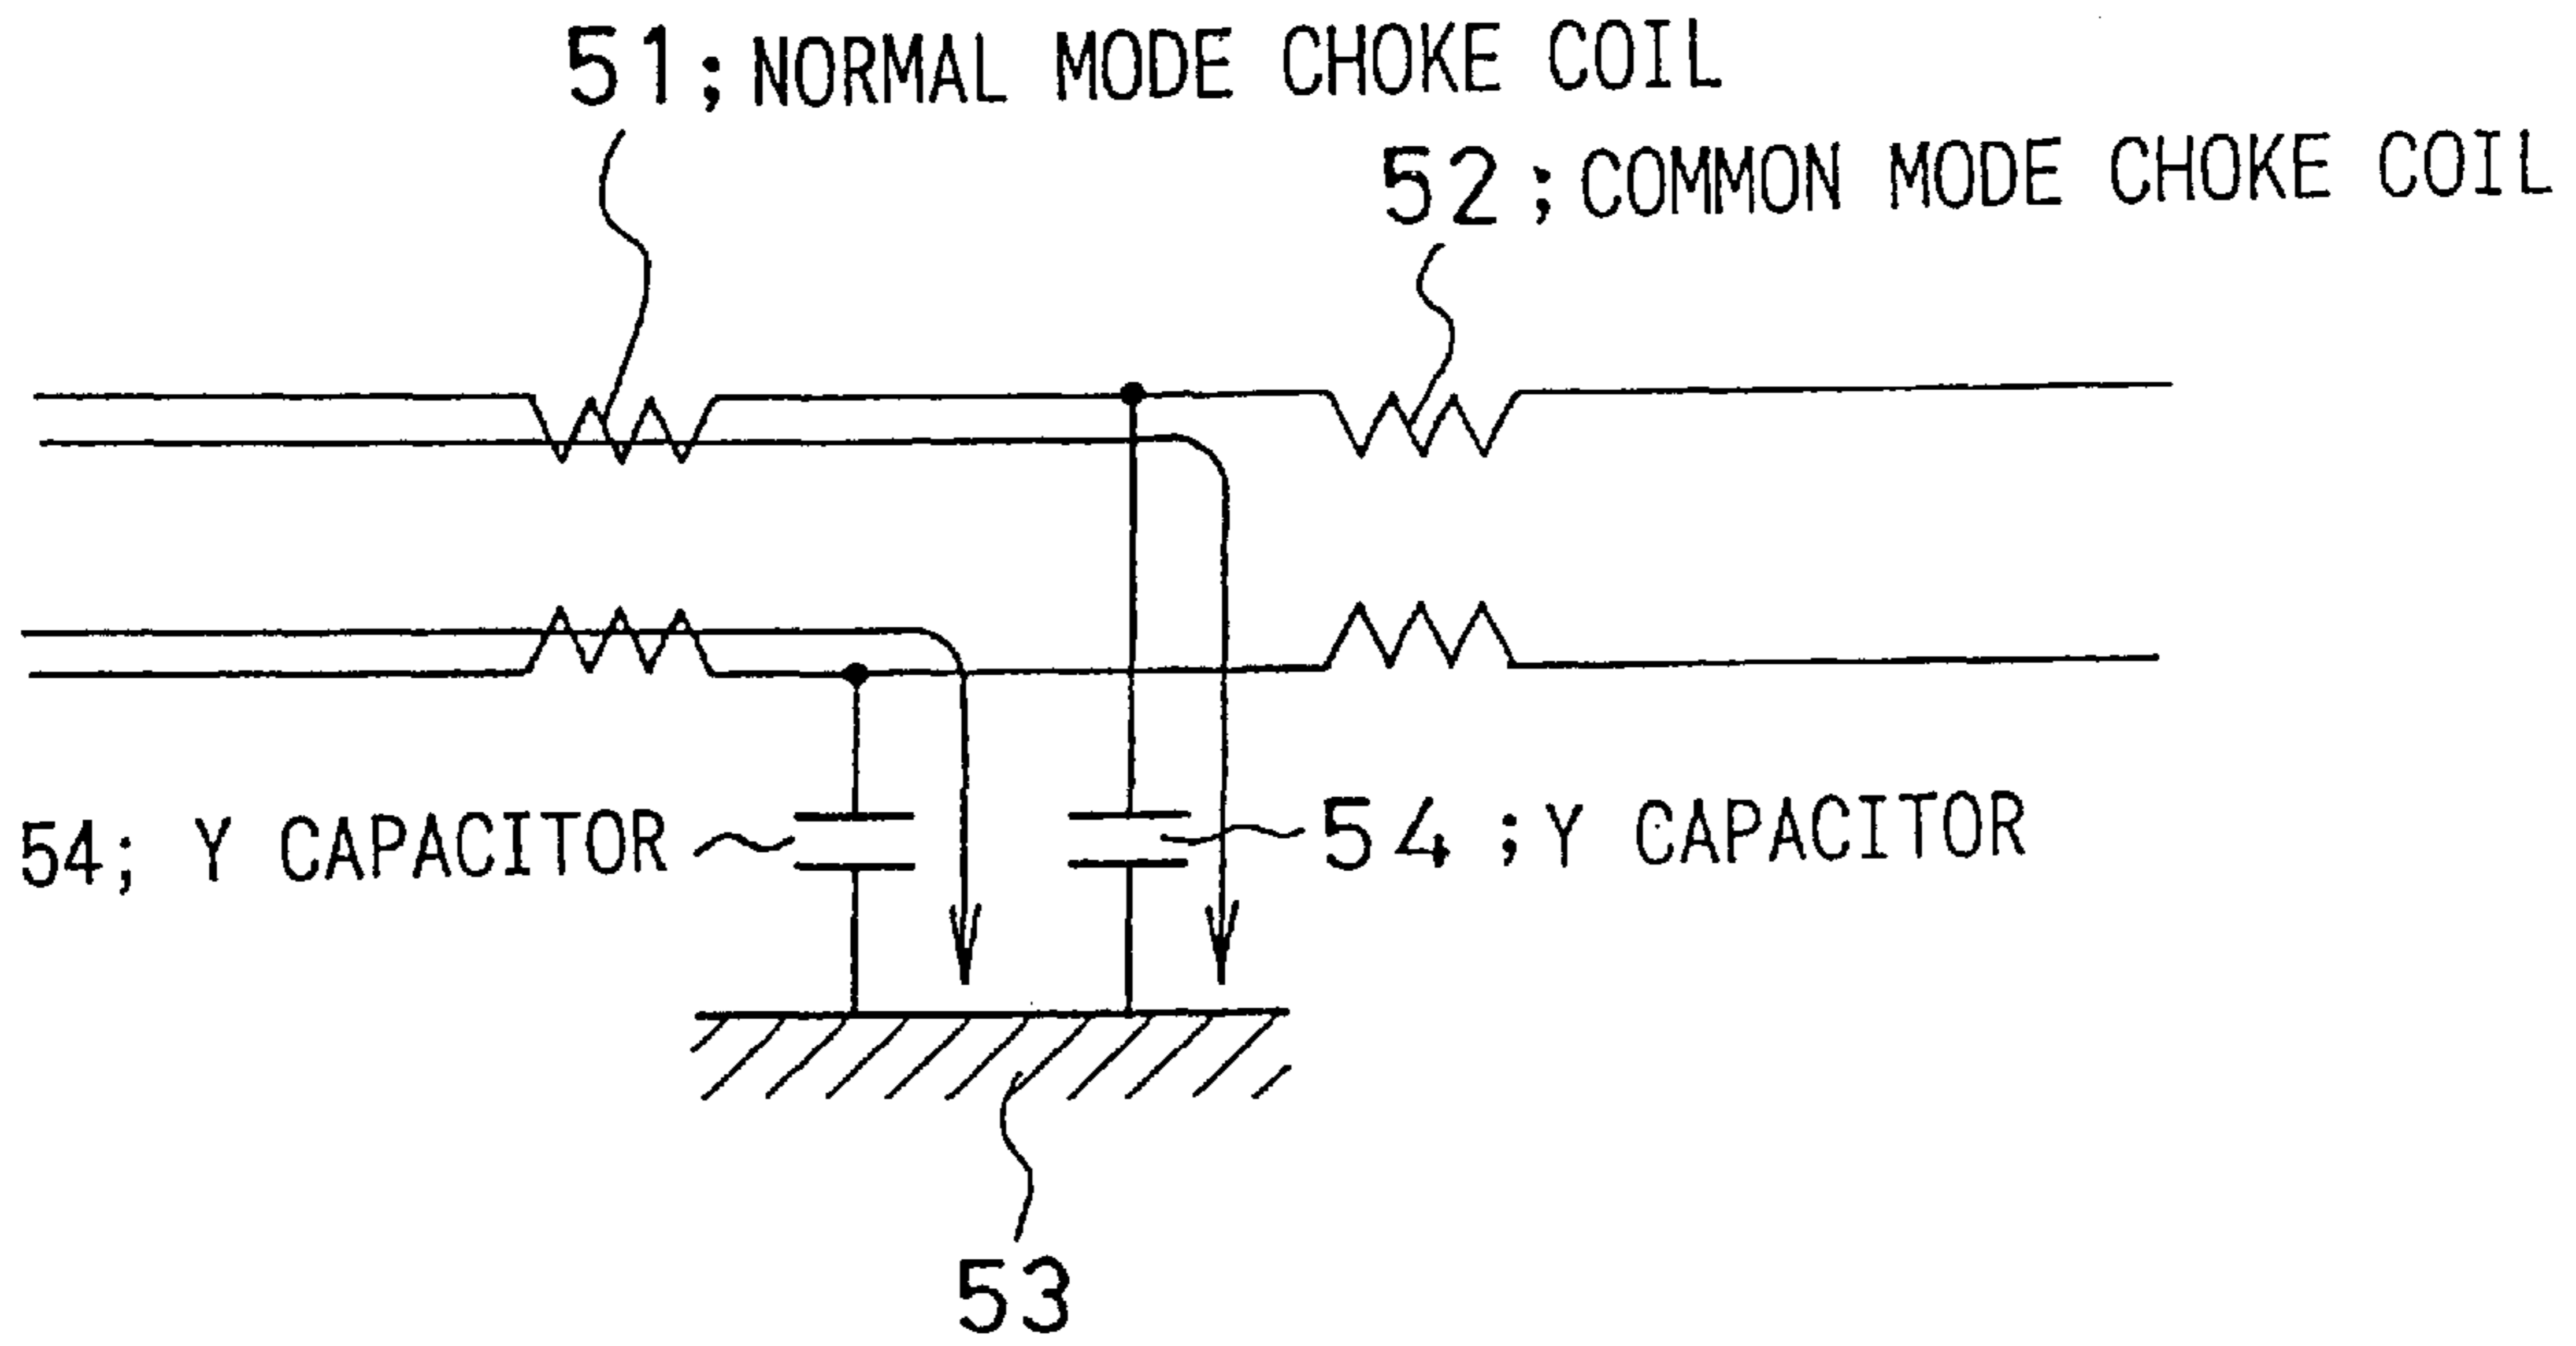 51; NORMAL MODE CHOKE COIL
52; COMMON MODE CHOKE COIL
54; Y CAPACITOR
54; Y CAPACITOR
53